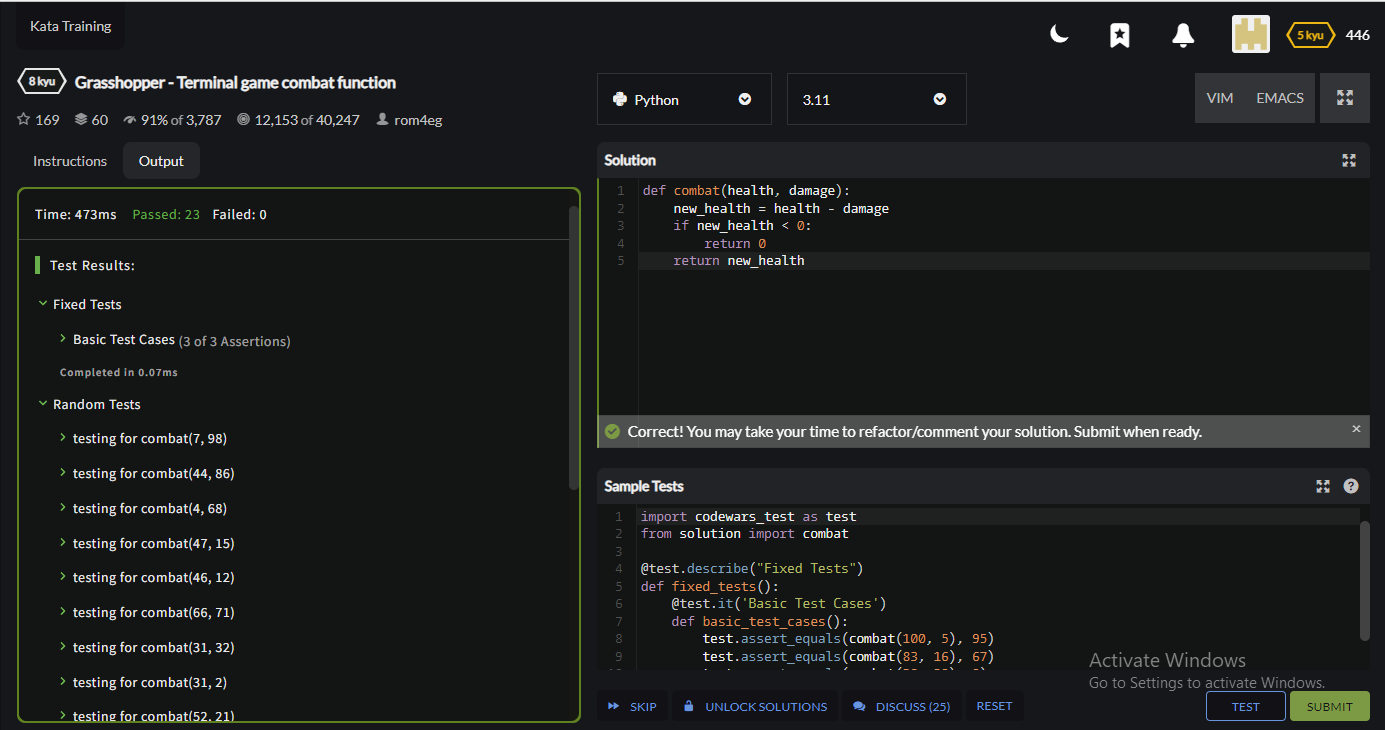 Kata Training
5 kyu 446
8 kyu Grasshopper - Terminal game combat function
169 60 91% of 3,787 12,153 of 40,247 rom4eg
Instructions Output
Time: 473ms Passed: 23 Failed: 0
Test Results:
Fixed Tests
Basic Test Cases (3 of 3 Assertions)
Completed in 0.07ms
Random Tests
testing for combat(7, 98)
testing for combat(44, 86)
testing for combat(4, 68)
testing for combat(47, 15)
testing for combat(46, 12)
testing for combat(66, 71)
testing for combat(31, 32)
testing for combat(31, 2)
testing for combat(52, 21)
Python 3.11 VIM EMACS
Solution
1 def combat(health, damage):
2 new_health = health - damage
3 if new_health < 0:
4 return 0
5 return new_health
Correct! You may take your time to refactor/comment your solution. Submit when ready.
Sample Tests
1 import codewars_test as test
2 from solution import combat
3
4 @test.describe("Fixed Tests")
5 def fixed_tests():
6 @test.it('Basic Test Cases')
7 def basic_test_cases():
8 test.assert_equals(combat(100, 5), 95)
9 test.assert_equals(combat(83, 16), 67)
Activate Windows
Go to Settings to activate Windows.
SKIP UNLOCK SOLUTIONS DISCUSS (25) RESET TEST SUBMIT